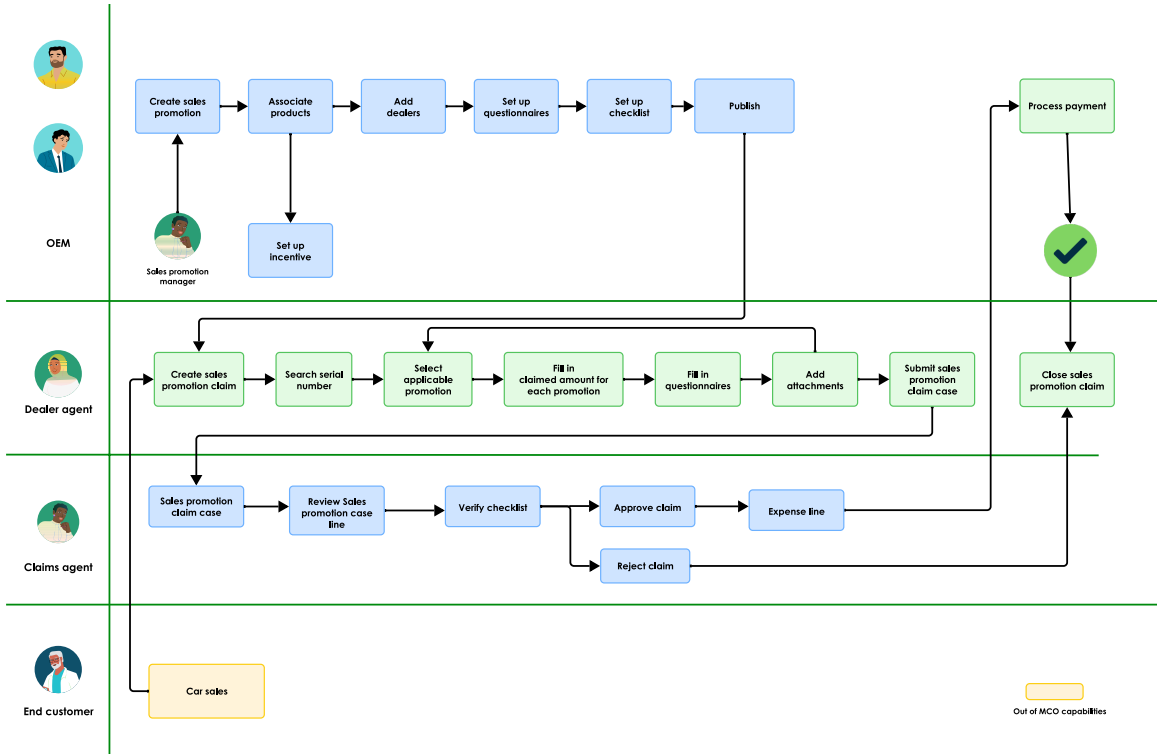 Create sales
promotion
Associate
products
Add
dealers
Set up
questionnaires
Set up
checklist
Publish
Process payment
OEM
Sales promotion
manager
Set up
incentive
Dealer agent
Create sales
promotion claim
Search serial
number
Select
applicable
promotion
Fill in
claimed amount for
each promotion
Fill in
questionnaires
Add
attachments
Submit sales
promotion
claim case
Close sales
promotion claim
Claims agent
Sales promotion
claim case
Review Sales
promotion case
line
Verify checklist
Approve claim
Expense line
Reject claim
End customer
Car sales
Out of MCO capabilities